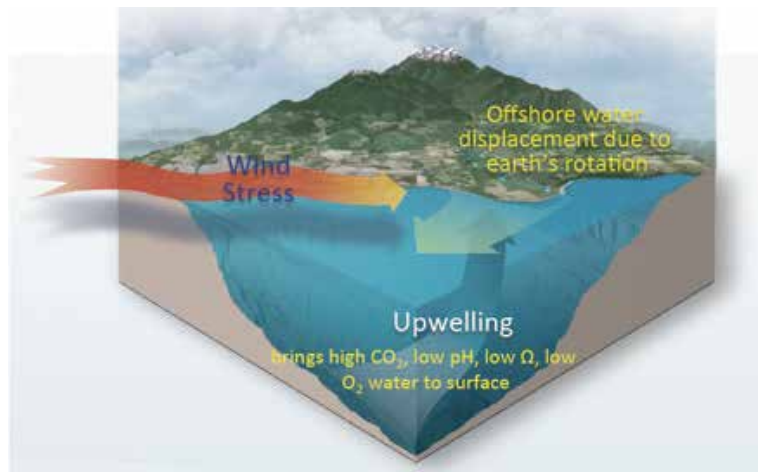 Offshore water
displacement due to
earth's rotation
Wind
Stress
Upwelling
brings high CO₂, low pH, low Ω, low
O₂ water to surface